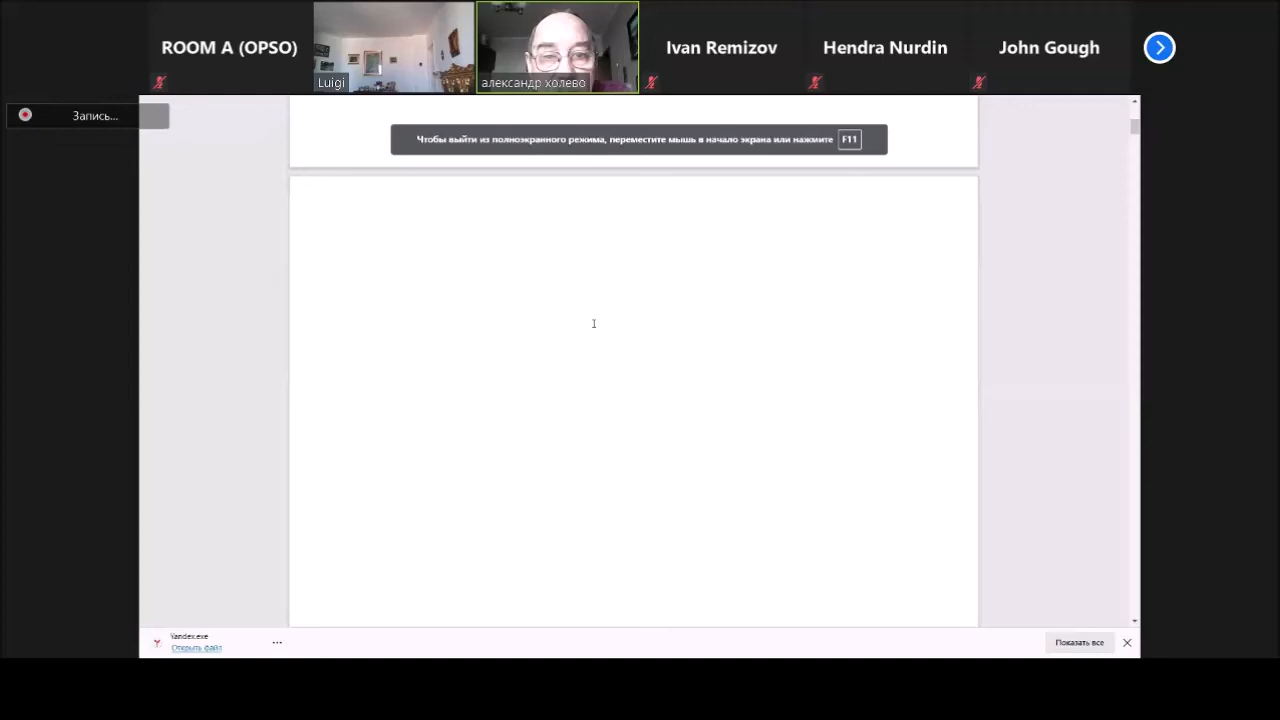 ROOM A (OPSO)
Luigi
александр холево
Ivan Remizov
Hendra Nurdin
John Gough
Запись...
Чтобы выйти из полноэкранного режима, переместите мышь в начало экрана или нажмите F11
Yandex.exe
Открыть файл
Показать все